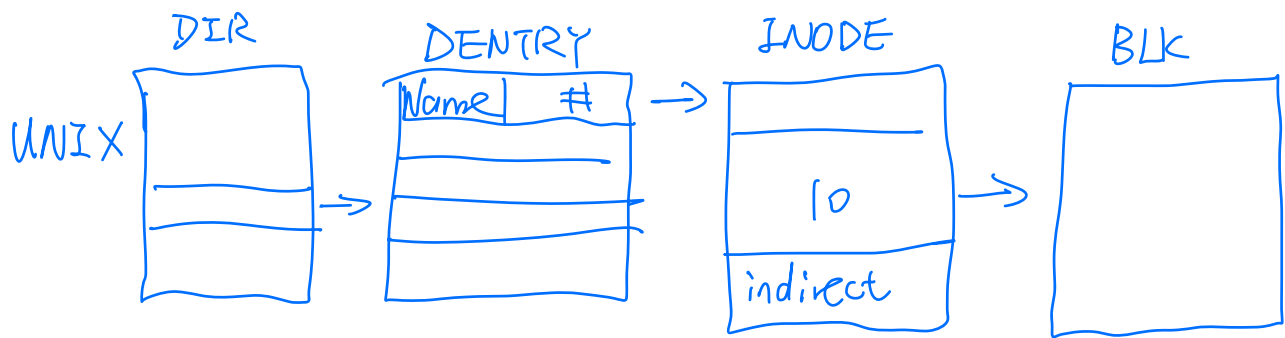 DIR DENTRY INODE BLK
Name #
UNIX
10
indirect